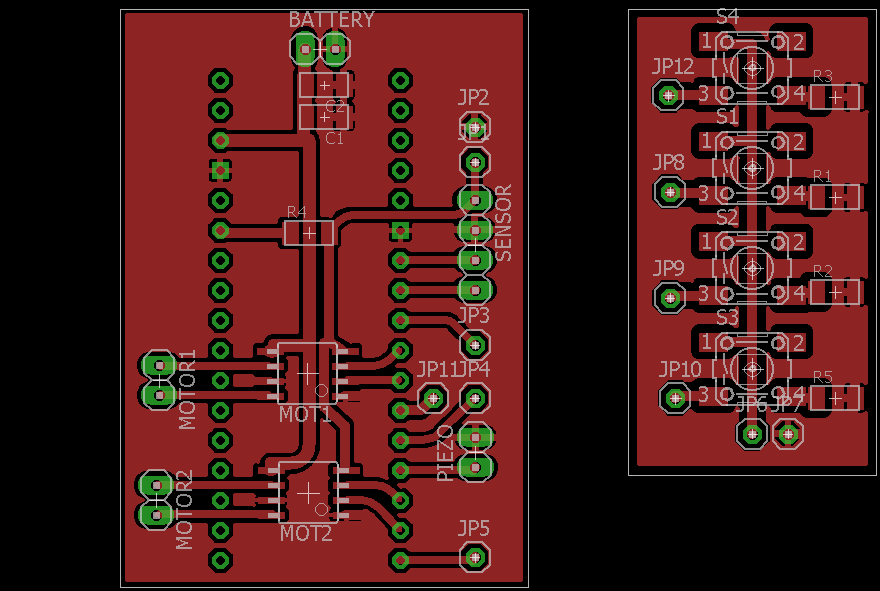 BATTERY
C2
C1
JP2
R4
SENSOR
JP3
MOTOR1
MOT1
JP11
JP4
PIEZO
MOTOR2
MOT2
JP5
S4
1 2
JP12
3 4
R3
S1
1 2
JP8
3 4
R1
S2
1 2
JP9
3 4
R2
S3
1 2
JP10
3 4
R5
JP6
JP7